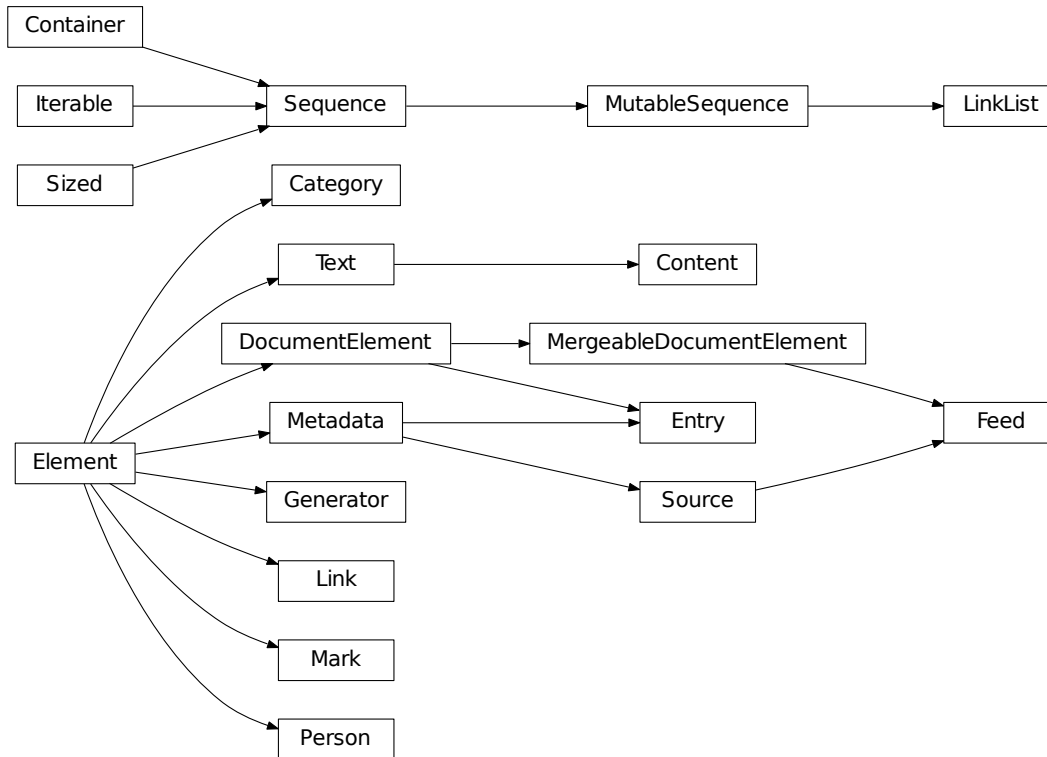 Container
Iterable
Sequence
MutableSequence
LinkList
Sized
Category
Text
Content
DocumentElement
MergeableDocumentElement
Metadata
Entry
Feed
Element
Generator
Source
Link
Mark
Person